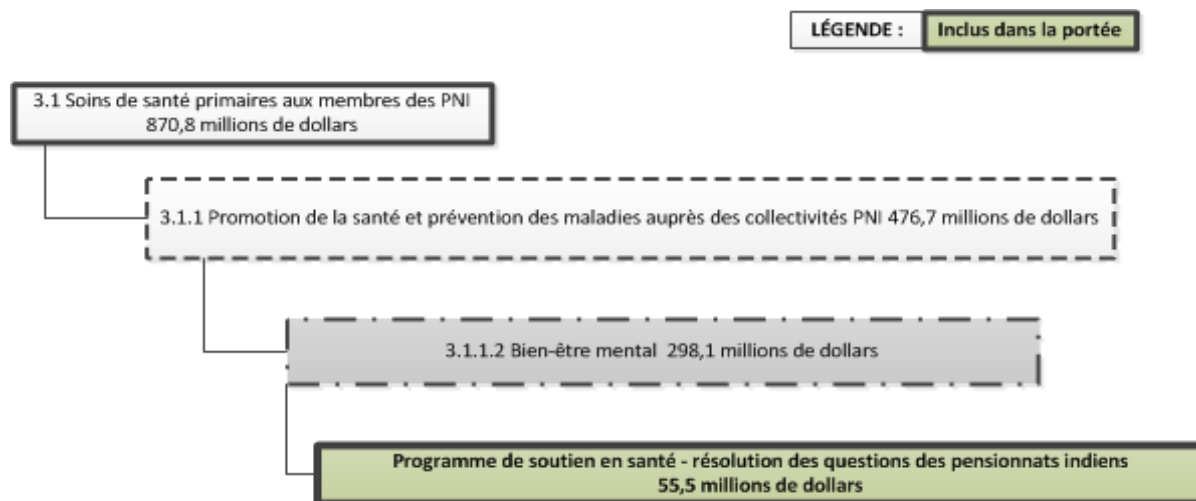 LÉGENDE : Inclus dans la portée
3.1 Soins de santé primaires aux membres des PNI
870,8 millions de dollars
3.1.1 Promotion de la santé et prévention des maladies auprès des collectivités PNI 476,7 millions de dollars
3.1.1.2 Bien-être mental 298,1 millions de dollars
Programme de soutien en santé - résolution des questions des pensionnats indiens
55,5 millions de dollars